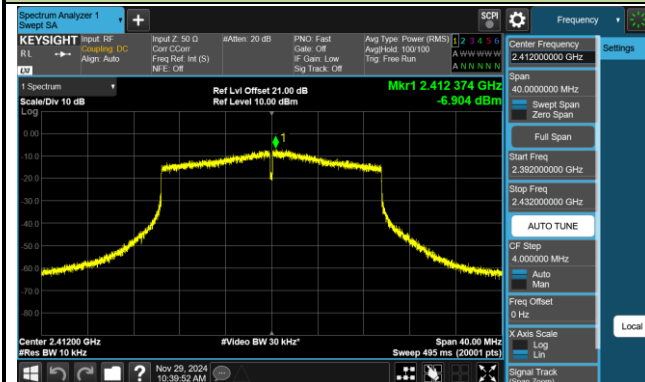 Spectrum Analyzer 1
Swept SA
+
SCPI
Frequency
KEYSIGHT
RL
LXI
Input: RF
Coupling: DC
Align: Auto
Input Z: 50 Ω
Corr CCorr
Freq Ref: Int (S)
NFE: Off
#Atten: 20 dB
PNO: Fast
Gate: Off
IF Gain: Low
Sig Track: Off
Avg Type: Power (RMS)
Avg|Hold: 100/100
Trig: Free Run
1 2 3 4 5 6
A W W W W W
A N N N N N
1 Spectrum
Scale/Div 10 dB
Log
Ref Lvl Offset 21.00 dB
Ref Level 10.00 dBm
Mkr1 2.412 374 GHz
-6.904 dBm
1
0.00
-10.0
-20.0
-30.0
-40.0
-50.0
-60.0
-70.0
-80.0
Center 2.41200 GHz
#Res BW 10 kHz
#Video BW 30 kHz*
Span 40.00 MHz
Sweep 495 ms (20001 pts)
?
Nov 29, 2024
10:39:52 AM
Center Frequency
2.412000000 GHz
Span
40.0000000 MHz
Swept Span
Zero Span
Full Span
Start Freq
2.392000000 GHz
Stop Freq
2.432000000 GHz
AUTO TUNE
CF Step
4.000000 MHz
Auto
Man
Freq Offset
0 Hz
X Axis Scale
Log
Lin
Signal Track
(Span Zoom)
Settings
Local